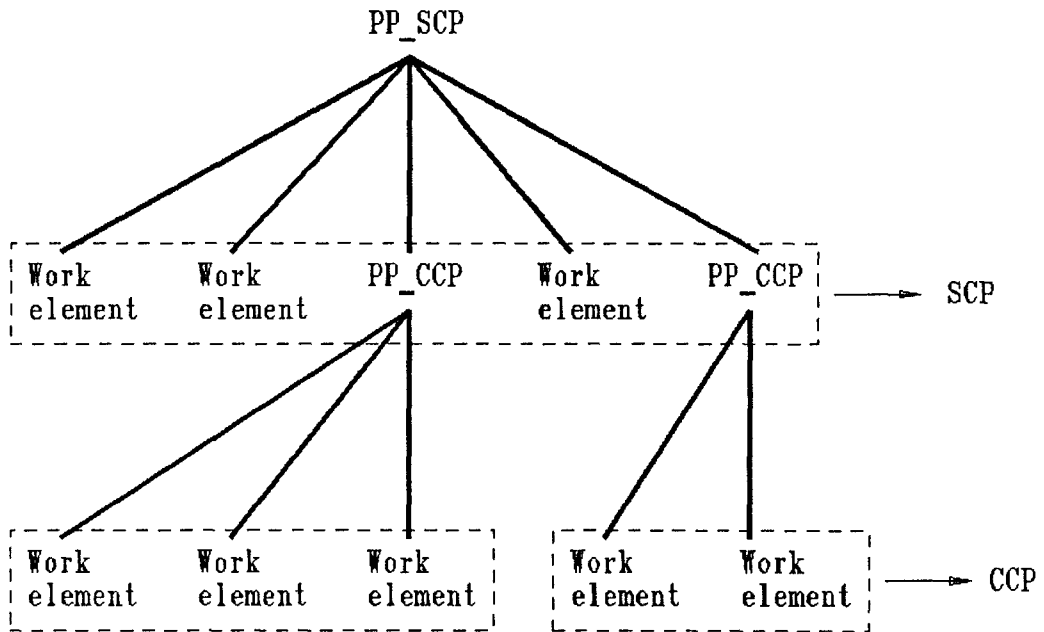 PP_SCP
Work Work PP_CCP Work PP_CCP
element element element
SCP
Work Work Work Work Work
element element element element element
CCP